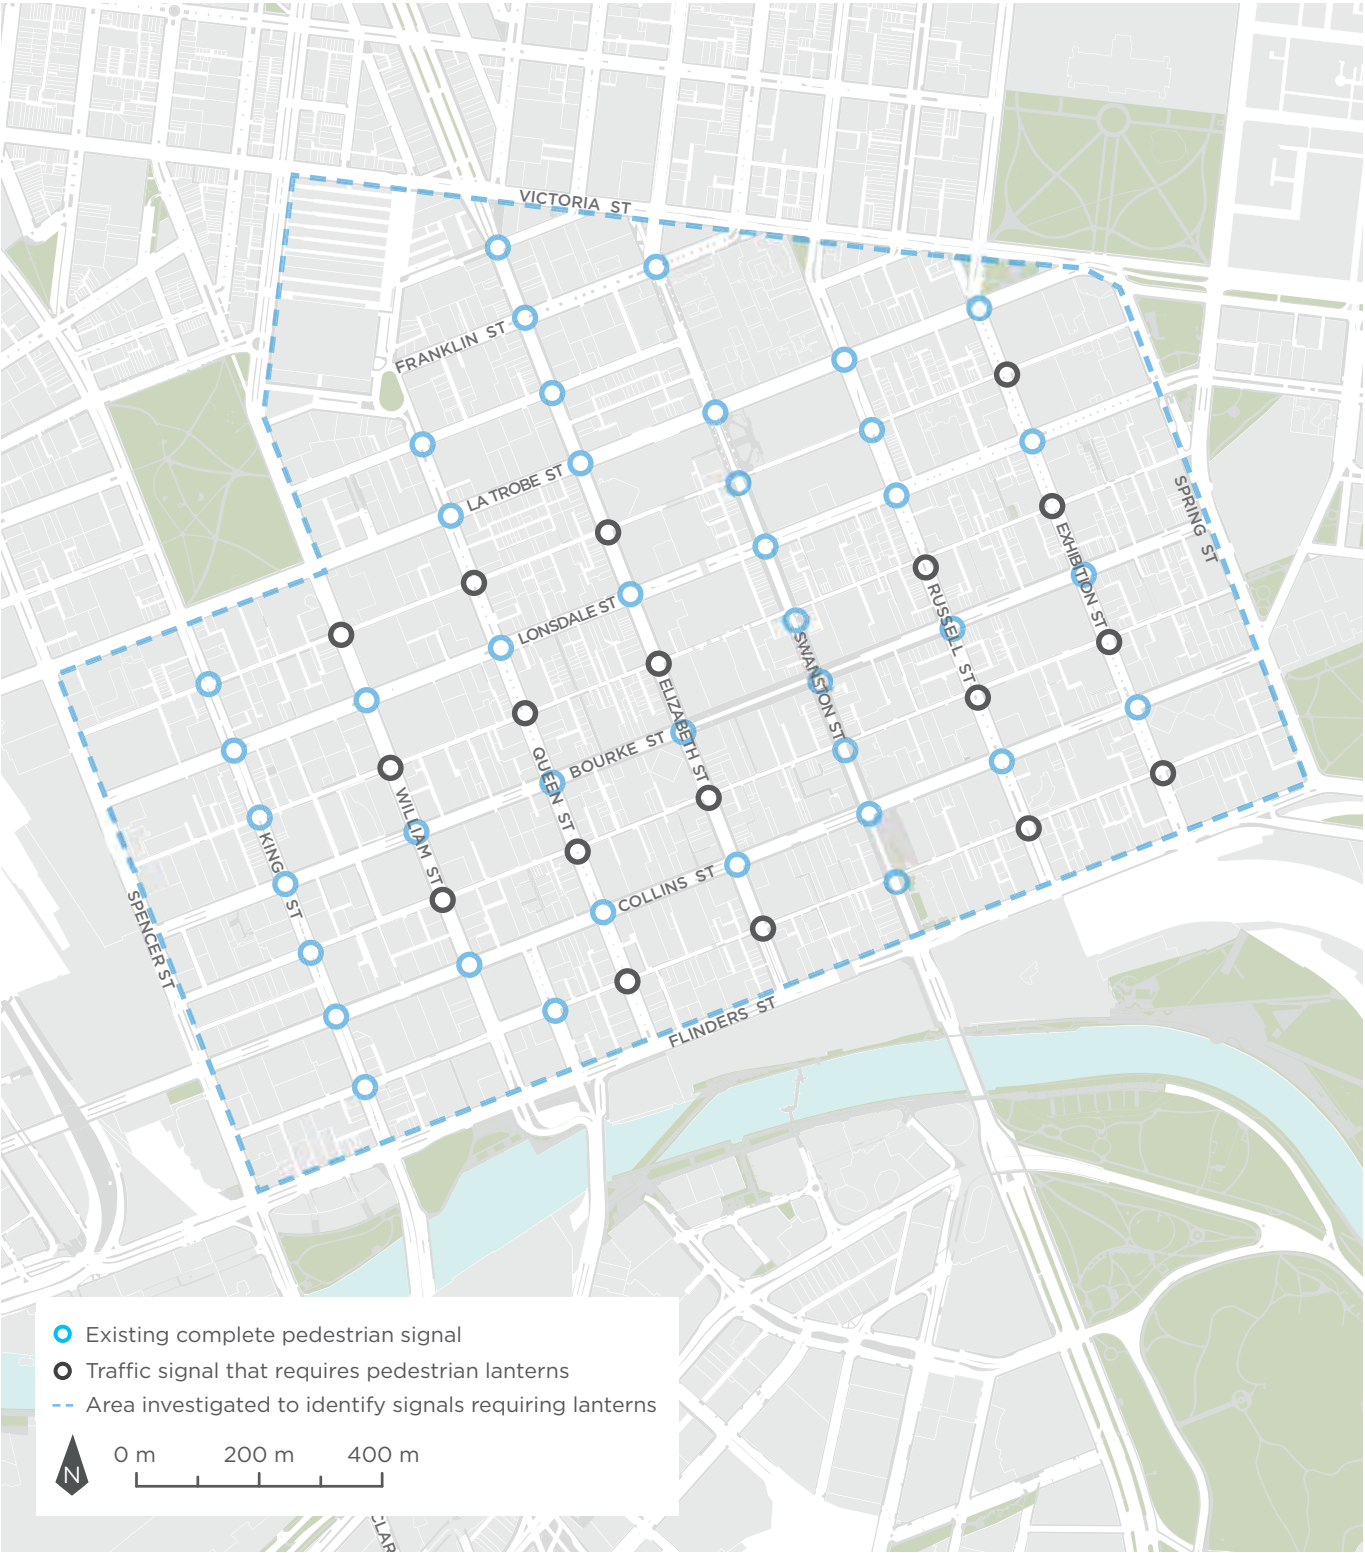 VICTORIA ST
FRANKLIN ST
LA TROBE ST
SPRING ST
EXHIBITION ST
LONSDALE ST
RUSSELL ST
SWANSTON ST
ELIZABETH ST
BOURKE ST
QUEEN ST
WILLIAM ST
KING ST
COLLINS ST
SPENCER ST
FLINDERS ST
Existing complete pedestrian signal
Traffic signal that requires pedestrian lanterns
Area investigated to identify signals requiring lanterns
N
0 m 200 m 400 m
CLAR